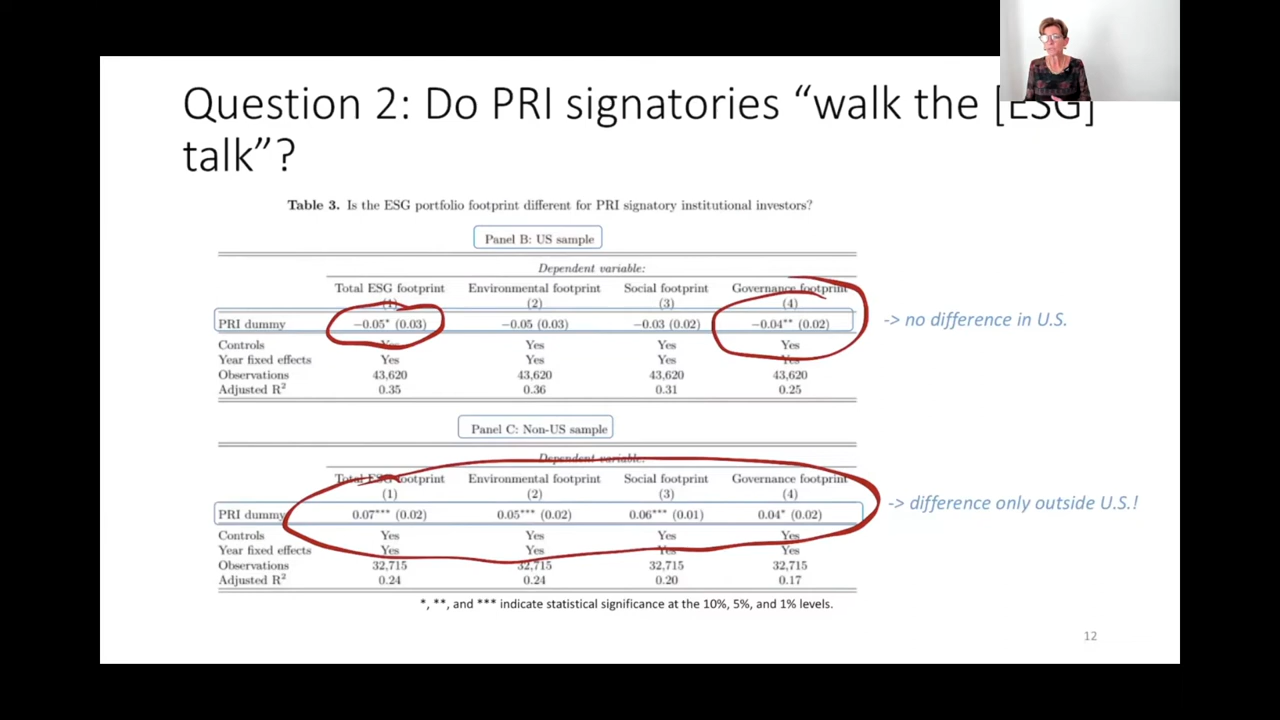 Question 2: Do PRI signatories “walk the [ESG]
talk”?
Table 3. Is the ESG portfolio footprint different for PRI signatory institutional investors?
Panel B: US sample
Dependent variable:
Total ESG footprint Environmental footprint Social footprint Governance footprint
(1) (2) (3) (4)
PRI dummy −0.05* (0.03) −0.05 (0.03) −0.03 (0.02) −0.04** (0.02)
-> no difference in U.S.
Controls Yes Yes Yes Yes
Year fixed effects Yes Yes Yes Yes
Observations 43,620 43,620 43,620 43,620
Adjusted R² 0.35 0.36 0.31 0.25
Panel C: Non-US sample
Dependent variable:
Total ESG footprint Environmental footprint Social footprint Governance footprint
(1) (2) (3) (4)
-> difference only outside U.S.!
PRI dummy 0.07*** (0.02) 0.05*** (0.02) 0.06*** (0.01) 0.04* (0.02)
Controls Yes Yes Yes Yes
Year fixed effects Yes Yes Yes Yes
Observations 32,715 32,715 32,715 32,715
Adjusted R² 0.24 0.24 0.20 0.17
*, **, and *** indicate statistical significance at the 10%, 5%, and 1% levels.
12